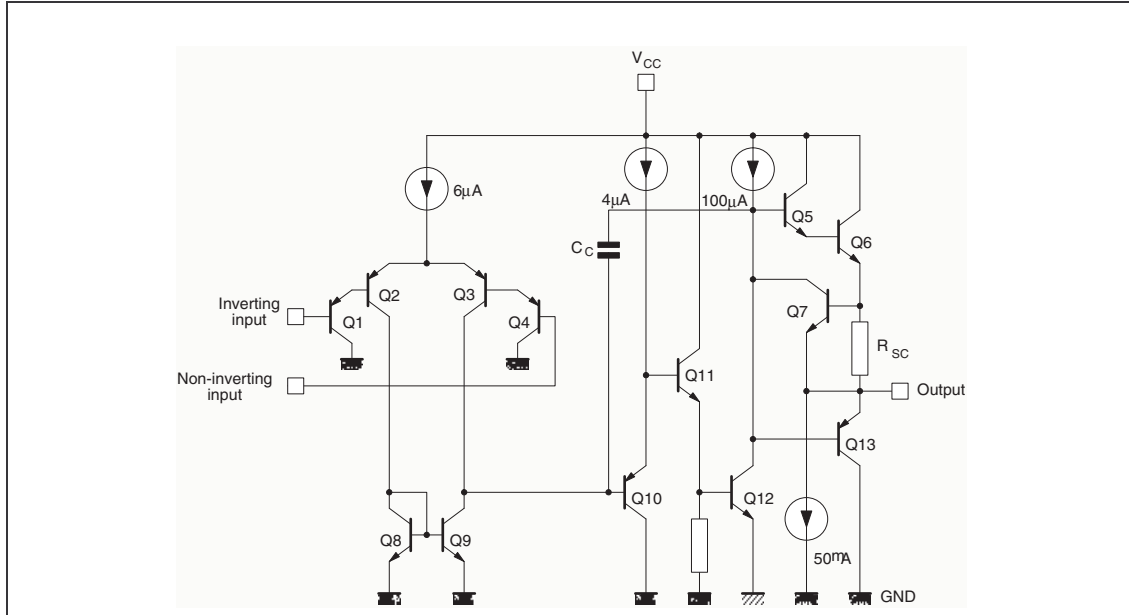 V CC
6µA
4µA
100µA
Q5
Q6
C C
Q2
Q3
Inverting
input
Q1
Q4
Q7
R SC
Non-inverting
input
Q11
Output
Q13
Q10
Q12
Q8
Q9
50mA
GND